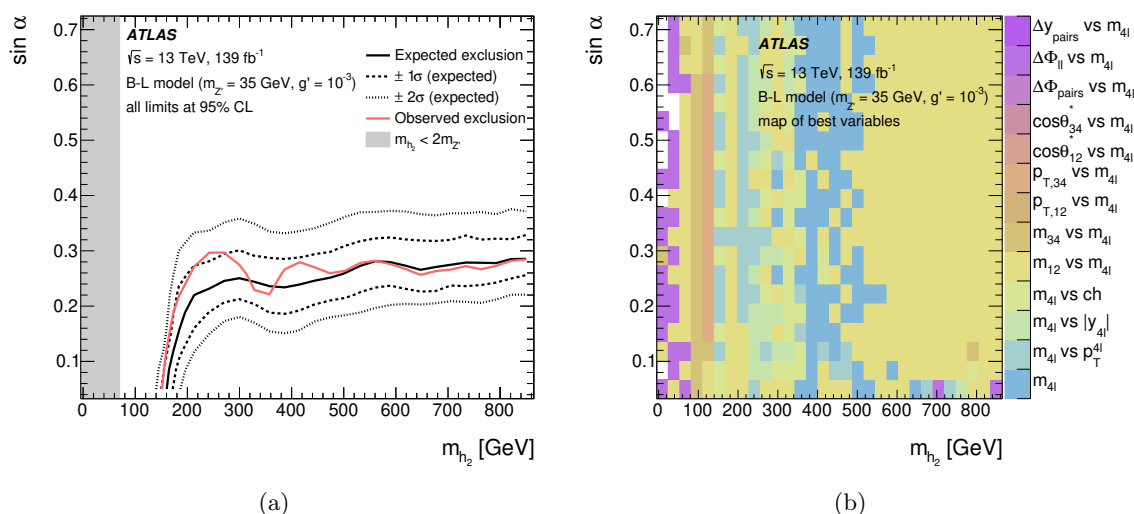 sin α
0.7
0.6
0.5
0.4
0.3
0.2
0.1
ATLAS
√s = 13 TeV, 139 fb⁻¹
B-L model (m_Z' = 35 GeV, g' = 10⁻³)
all limits at 95% CL
Expected exclusion
± 1σ (expected)
± 2σ (expected)
Observed exclusion
m_h₂ < 2m_Z'
0 100 200 300 400 500 600 700 800
m_h₂ [GeV]
(a)
sin α
0.7
0.6
0.5
0.4
0.3
0.2
0.1
ATLAS
√s = 13 TeV, 139 fb⁻¹
B-L model (m_Z' = 35 GeV, g' = 10⁻³)
map of best variables
0 100 200 300 400 500 600 700 800
m_h₂ [GeV]
Δy_pairs vs m_4l
ΔΦ_ll vs m_4l
ΔΦ_pairs vs m_4l
cosθ*_34 vs m_4l
cosθ*_12 vs m_4l
p_T,34 vs m_4l
p_T,12 vs m_4l
m_34 vs m_4l
m_12 vs m_4l
m_4l vs ch
m_4l vs |y_4l|
m_4l vs p_T^4l
m_4l
(b)